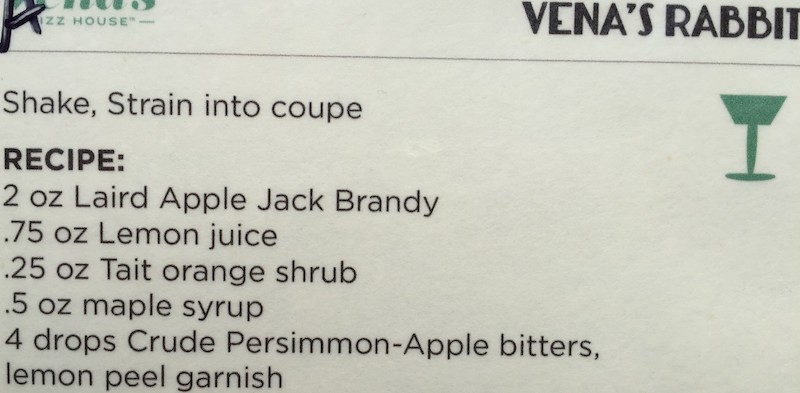 IZZ HOUSE™
VENA'S RABBIT
Shake, Strain into coupe
RECIPE:
2 oz Laird Apple Jack Brandy
.75 oz Lemon juice
.25 oz Tait orange shrub
.5 oz maple syrup
4 drops Crude Persimmon-Apple bitters,
lemon peel garnish